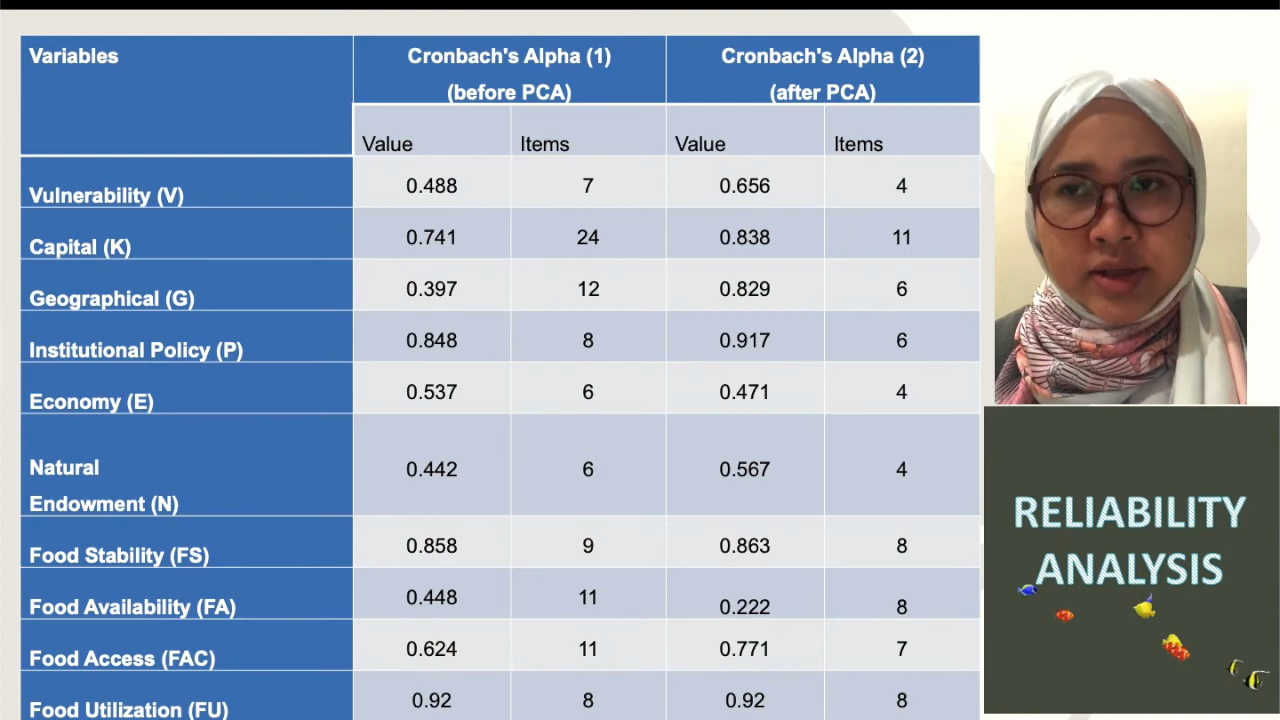 Variables Cronbach's Alpha (1) Cronbach's Alpha (2)
(before PCA) (after PCA)
Value Items Value Items
Vulnerability (V) 0.488 7 0.656 4
Capital (K) 0.741 24 0.838 11
Geographical (G) 0.397 12 0.829 6
Institutional Policy (P) 0.848 8 0.917 6
Economy (E) 0.537 6 0.471 4
Natural
Endowment (N) 0.442 6 0.567 4
Food Stability (FS) 0.858 9 0.863 8
Food Availability (FA) 0.448 11 0.222 8
Food Access (FAC) 0.624 11 0.771 7
Food Utilization (FU) 0.92 8 0.92 8
RELIABILITY
ANALYSIS